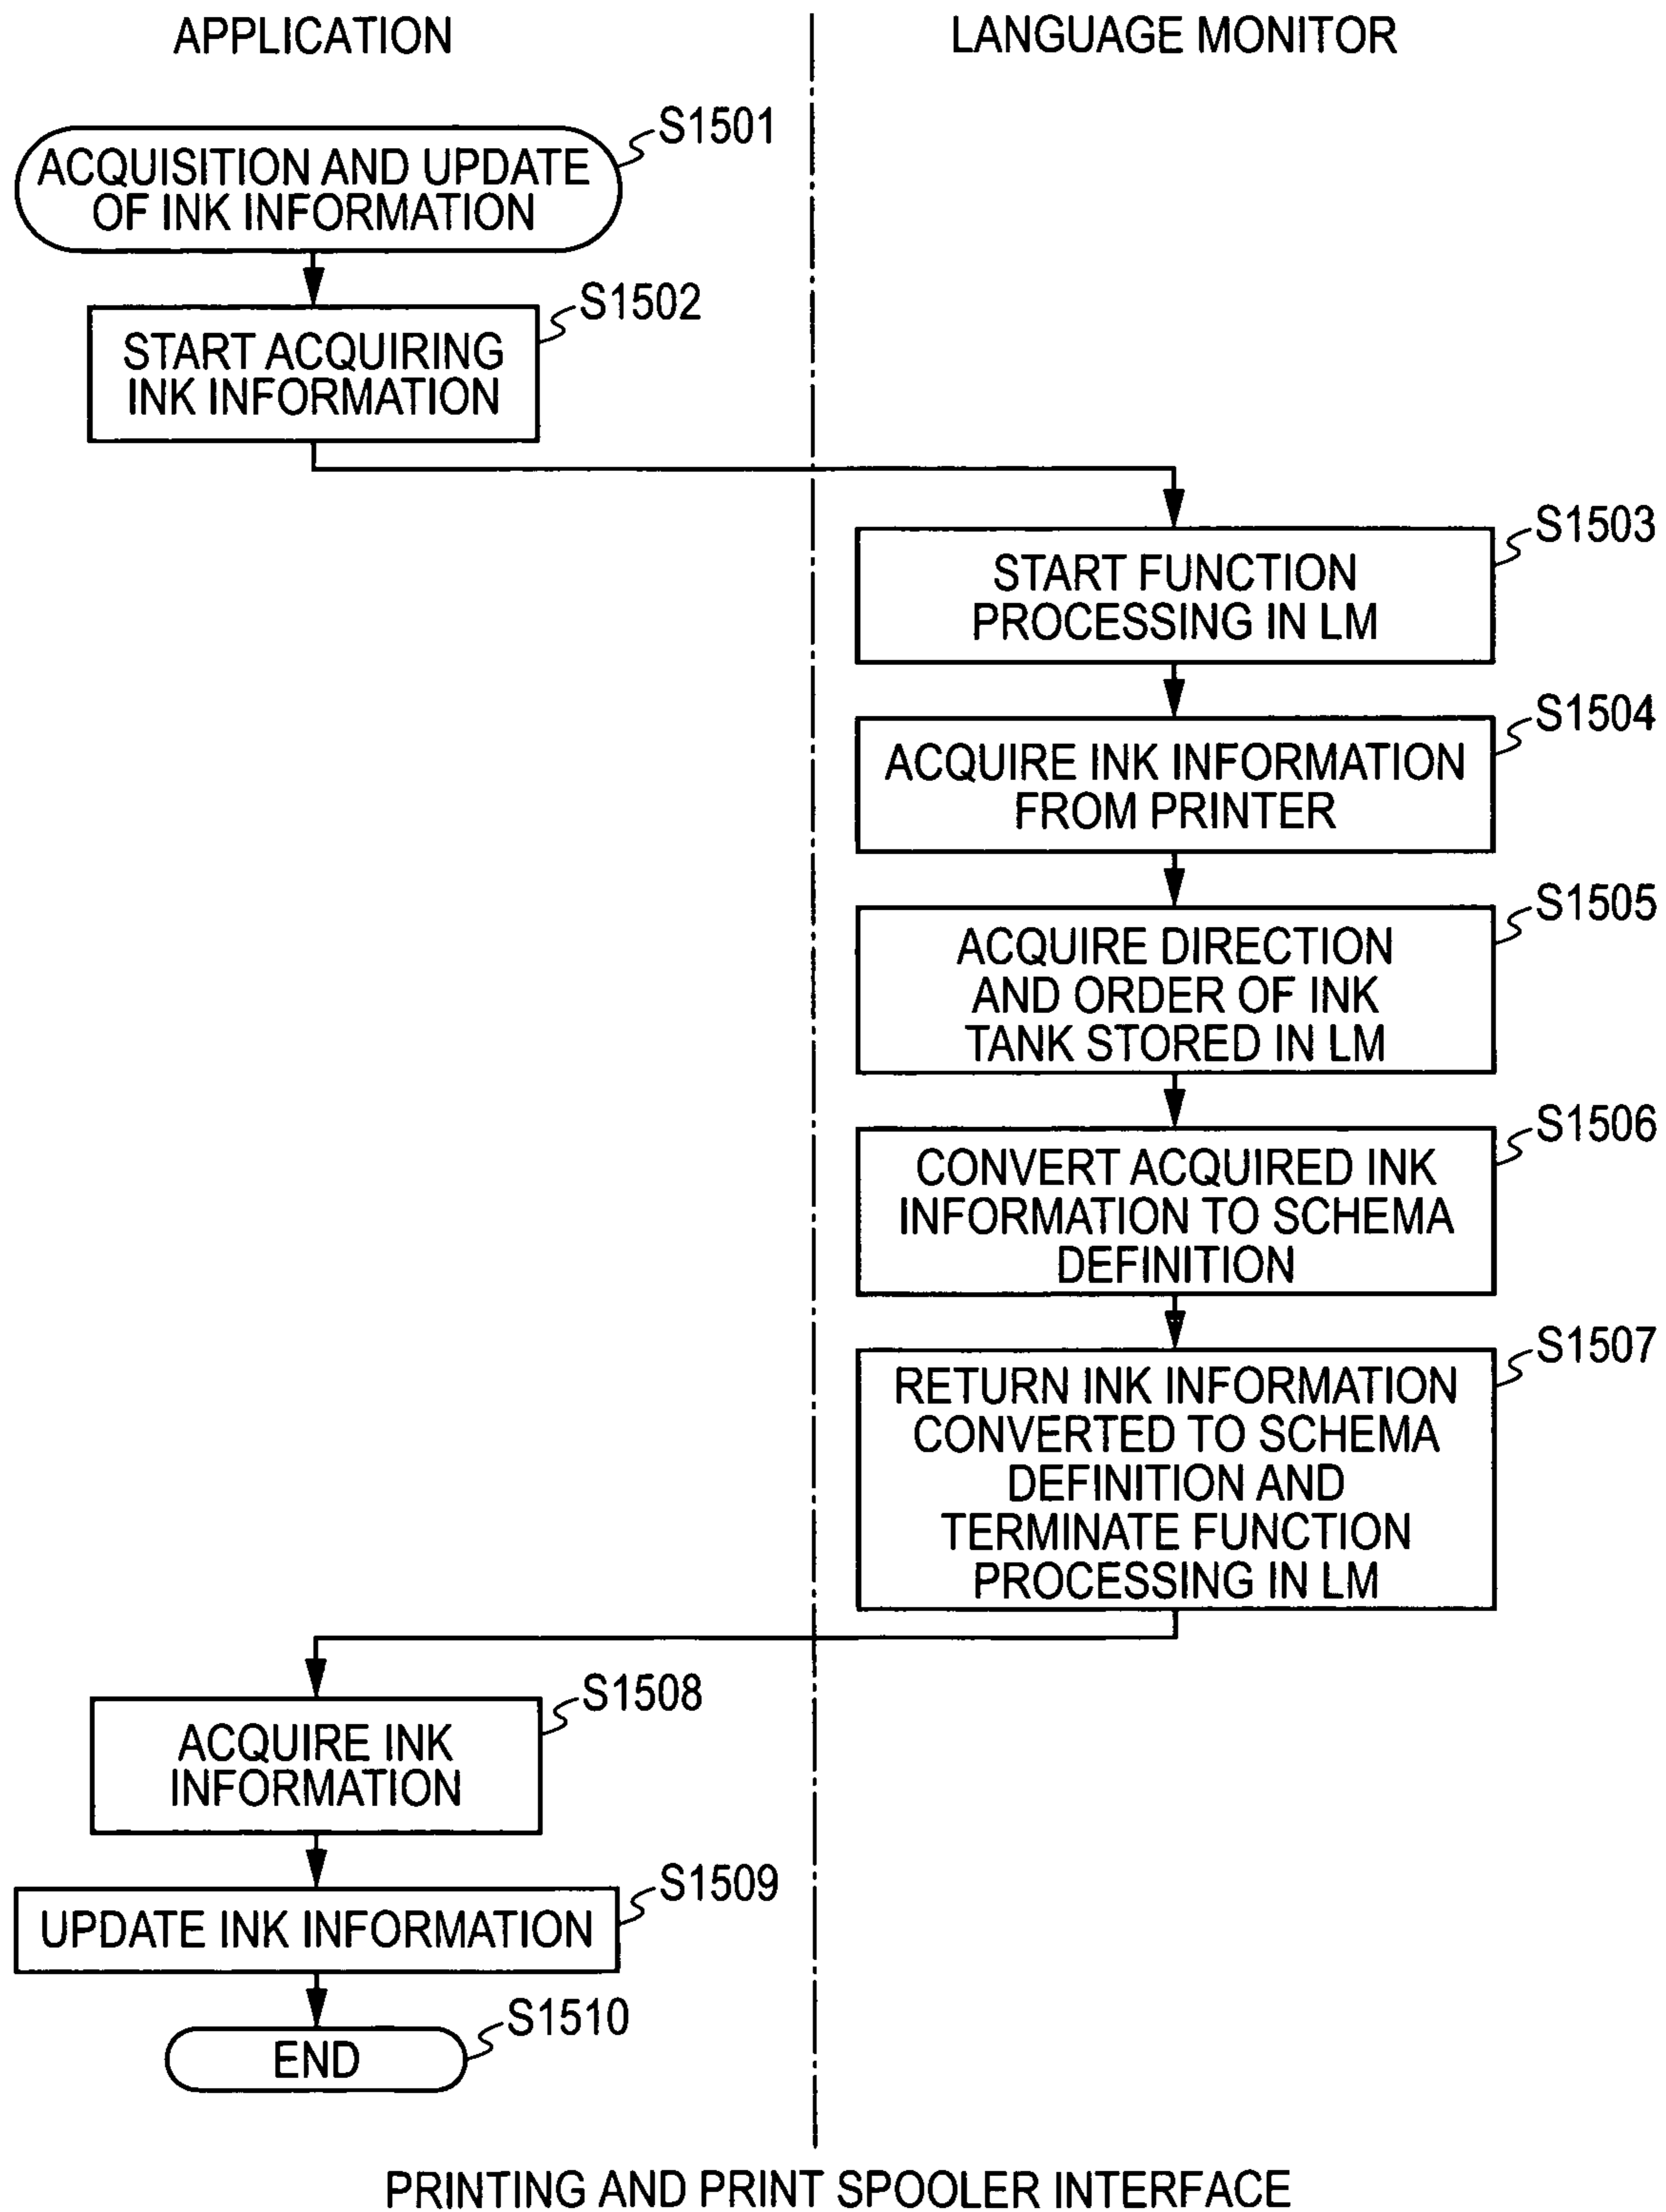 APPLICATION
LANGUAGE MONITOR
S1501
ACQUISITION AND UPDATE
OF INK INFORMATION
S1502
START ACQUIRING
INK INFORMATION
S1503
START FUNCTION
PROCESSING IN LM
S1504
ACQUIRE INK INFORMATION
FROM PRINTER
S1505
ACQUIRE DIRECTION
AND ORDER OF INK
TANK STORED IN LM
S1506
CONVERT ACQUIRED INK
INFORMATION TO SCHEMA
DEFINITION
S1507
RETURN INK INFORMATION
CONVERTED TO SCHEMA
DEFINITION AND
TERMINATE FUNCTION
PROCESSING IN LM
S1508
ACQUIRE INK
INFORMATION
S1509
UPDATE INK INFORMATION
S1510
END
PRINTING AND PRINT SPOOLER INTERFACE